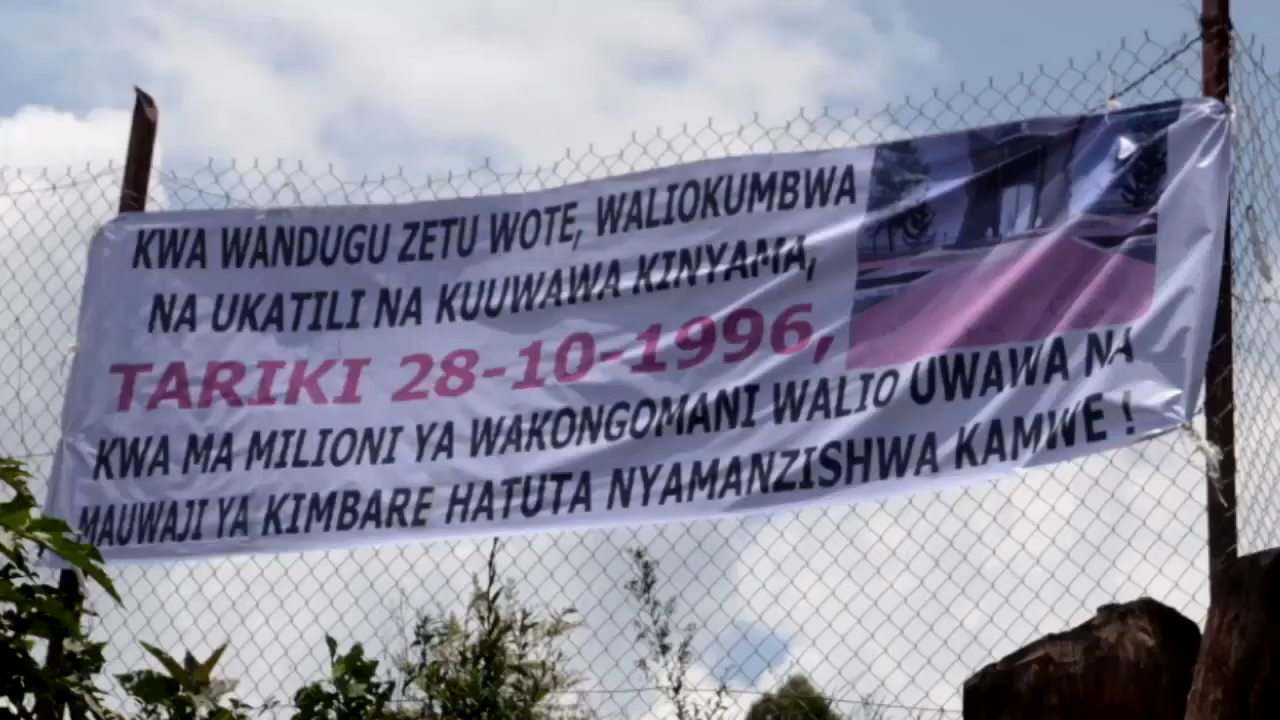 KWA WANDUGU ZETU WOTE, WALIOKUMBWA
NA UKATILI NA KUUWAWA KINYAMA,
TARIKI 28-10-1996,
KWA MA MILIONI YA WAKONGOMANI WALIO UWAWA NA
MAUWAJI YA KIMBARE HATUTA NYAMANZISHWA KAMWE !